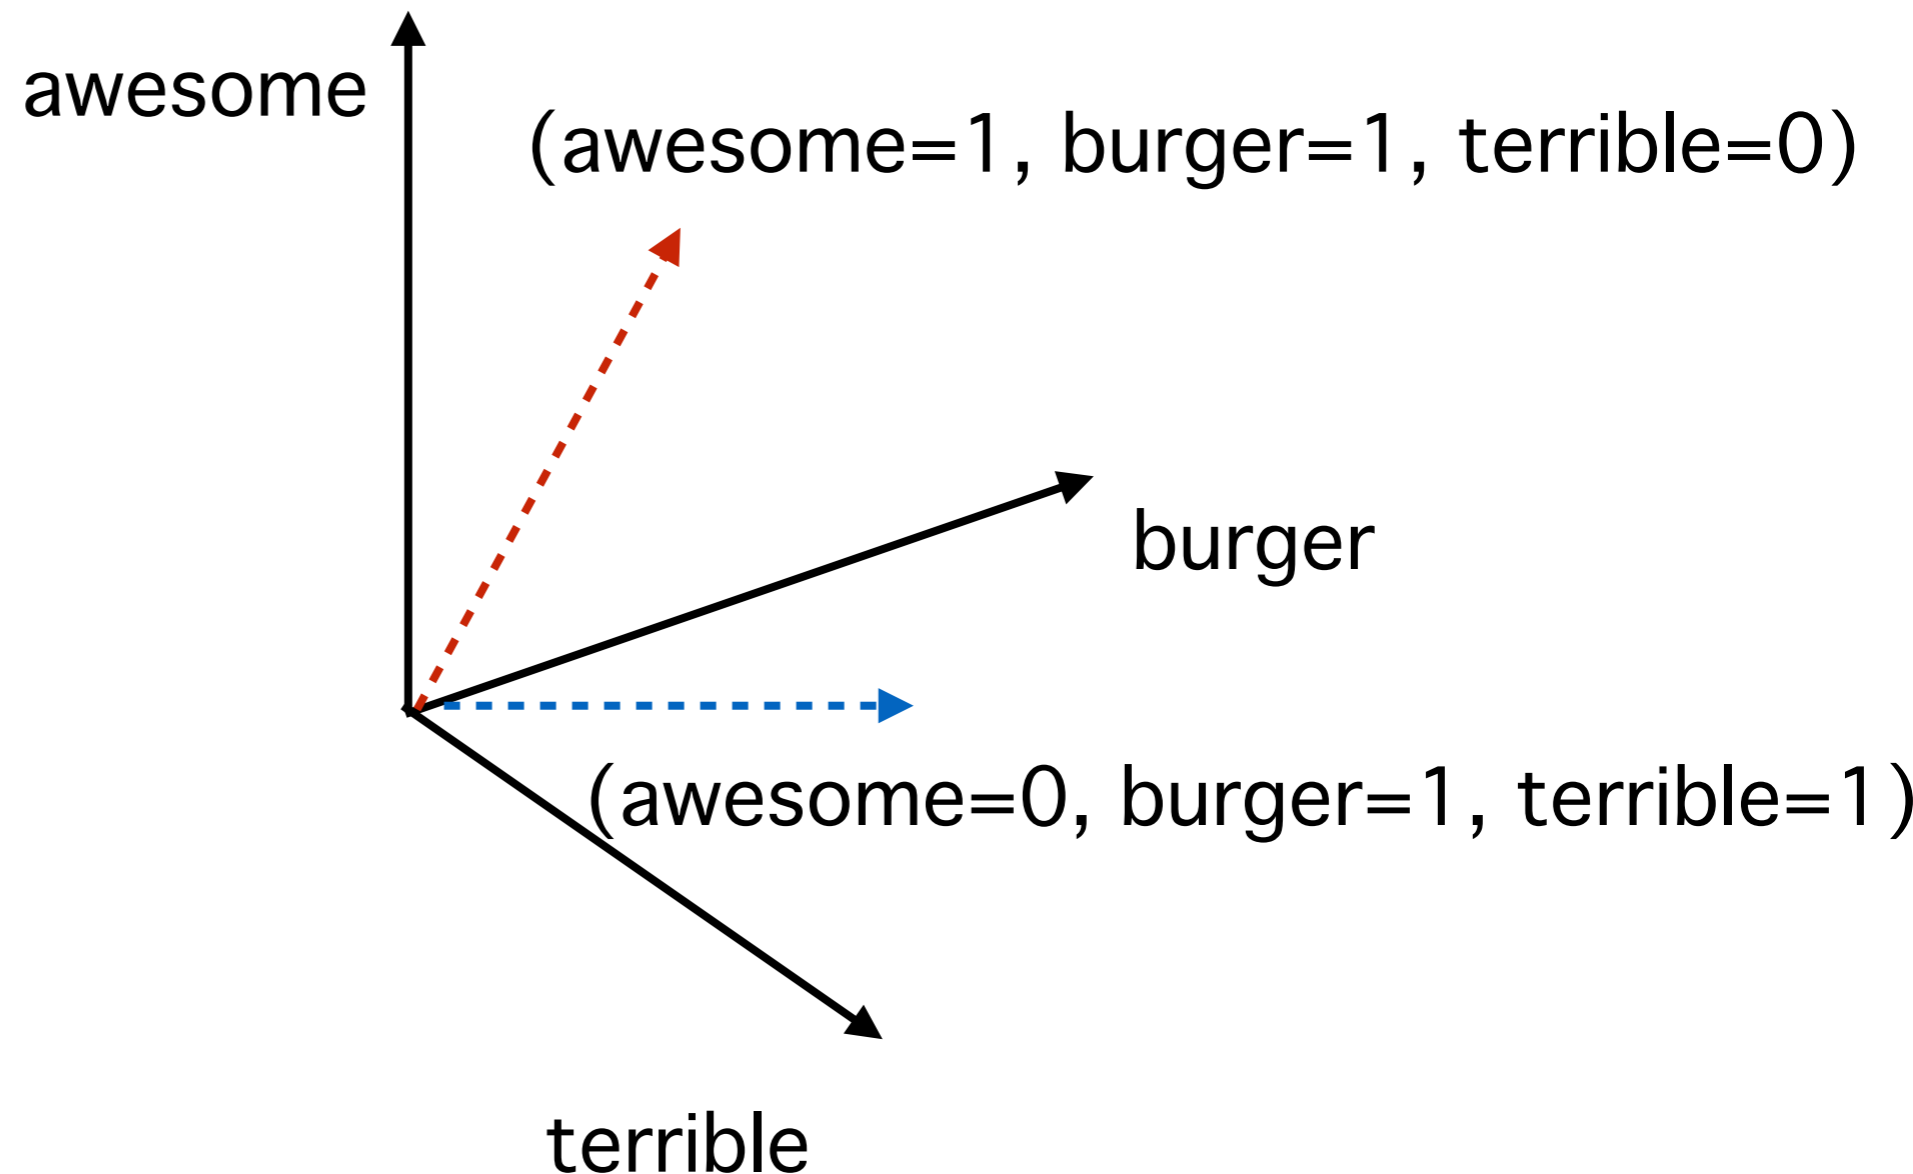 awesome
(awesome=1, burger=1, terrible=0)
burger
(awesome=0, burger=1, terrible=1)
terrible